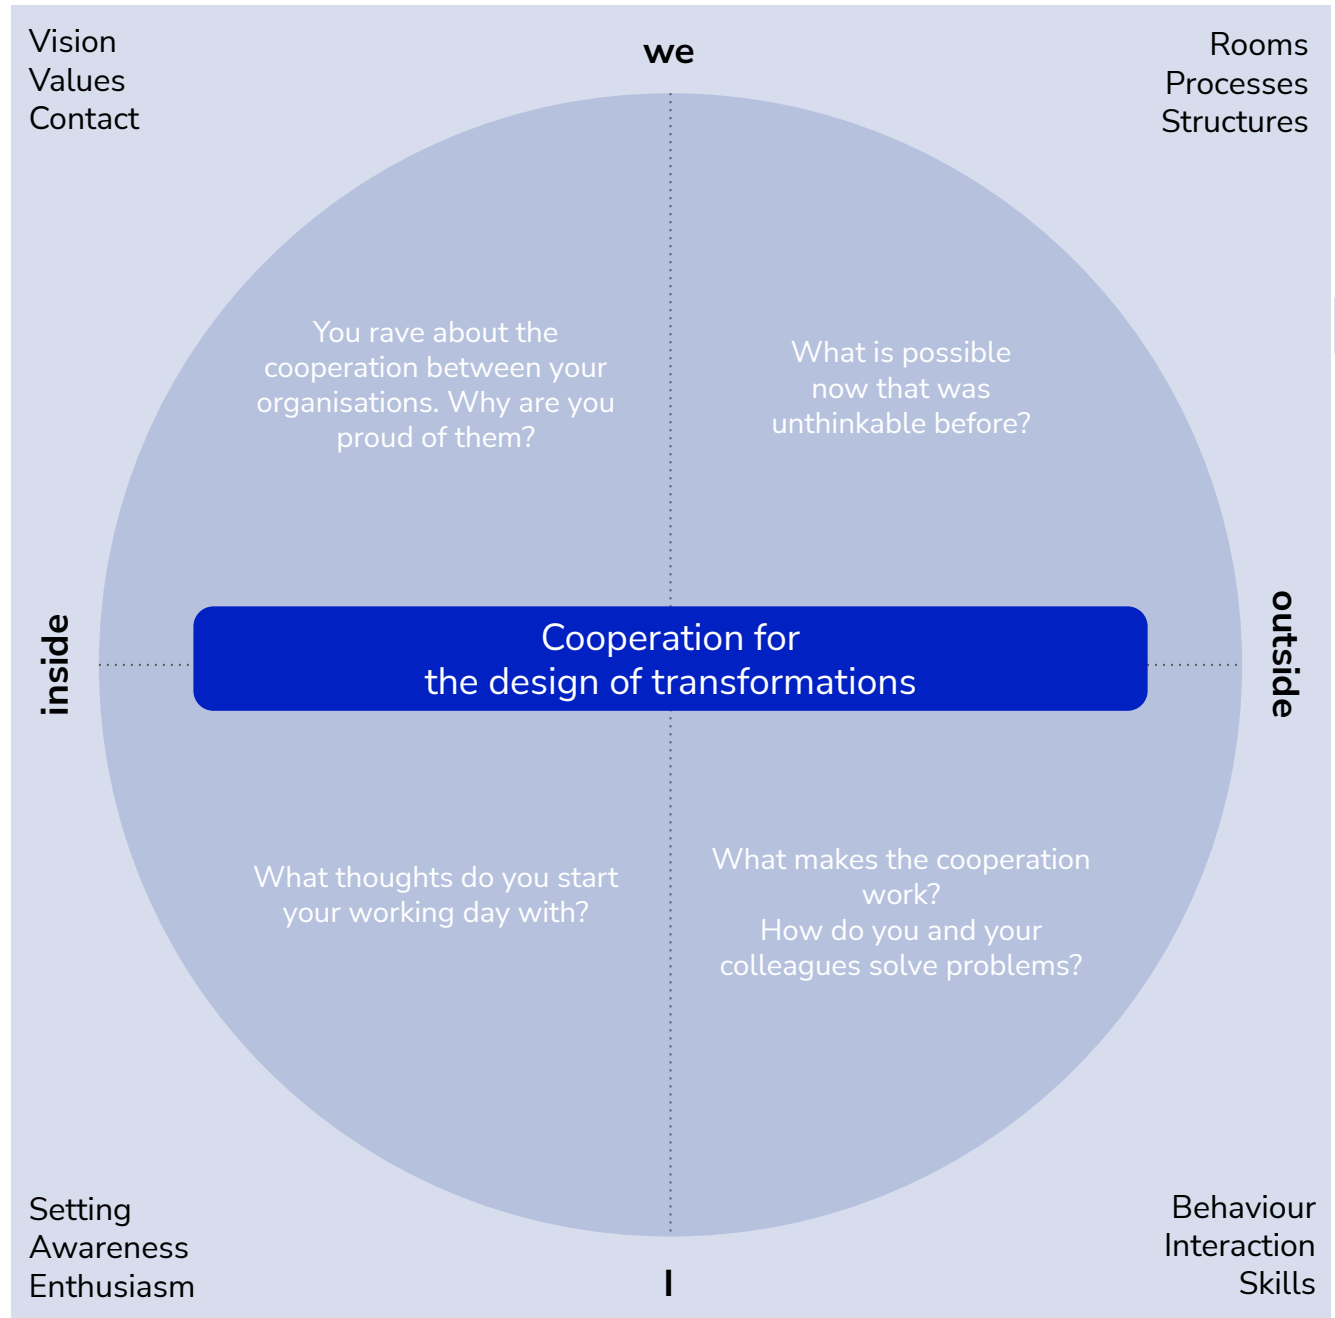 Vision
Values
Contact
we
Rooms
Processes
Structures
You rave about the
cooperation between your
organisations. Why are you
proud of them?
What is possible
now that was
unthinkable before?
inside
Cooperation for
the design of transformations
outside
What thoughts do you start
your working day with?
What makes the cooperation
work?
How do you and your
colleagues solve problems?
Setting
Awareness
Enthusiasm
I
Behaviour
Interaction
Skills